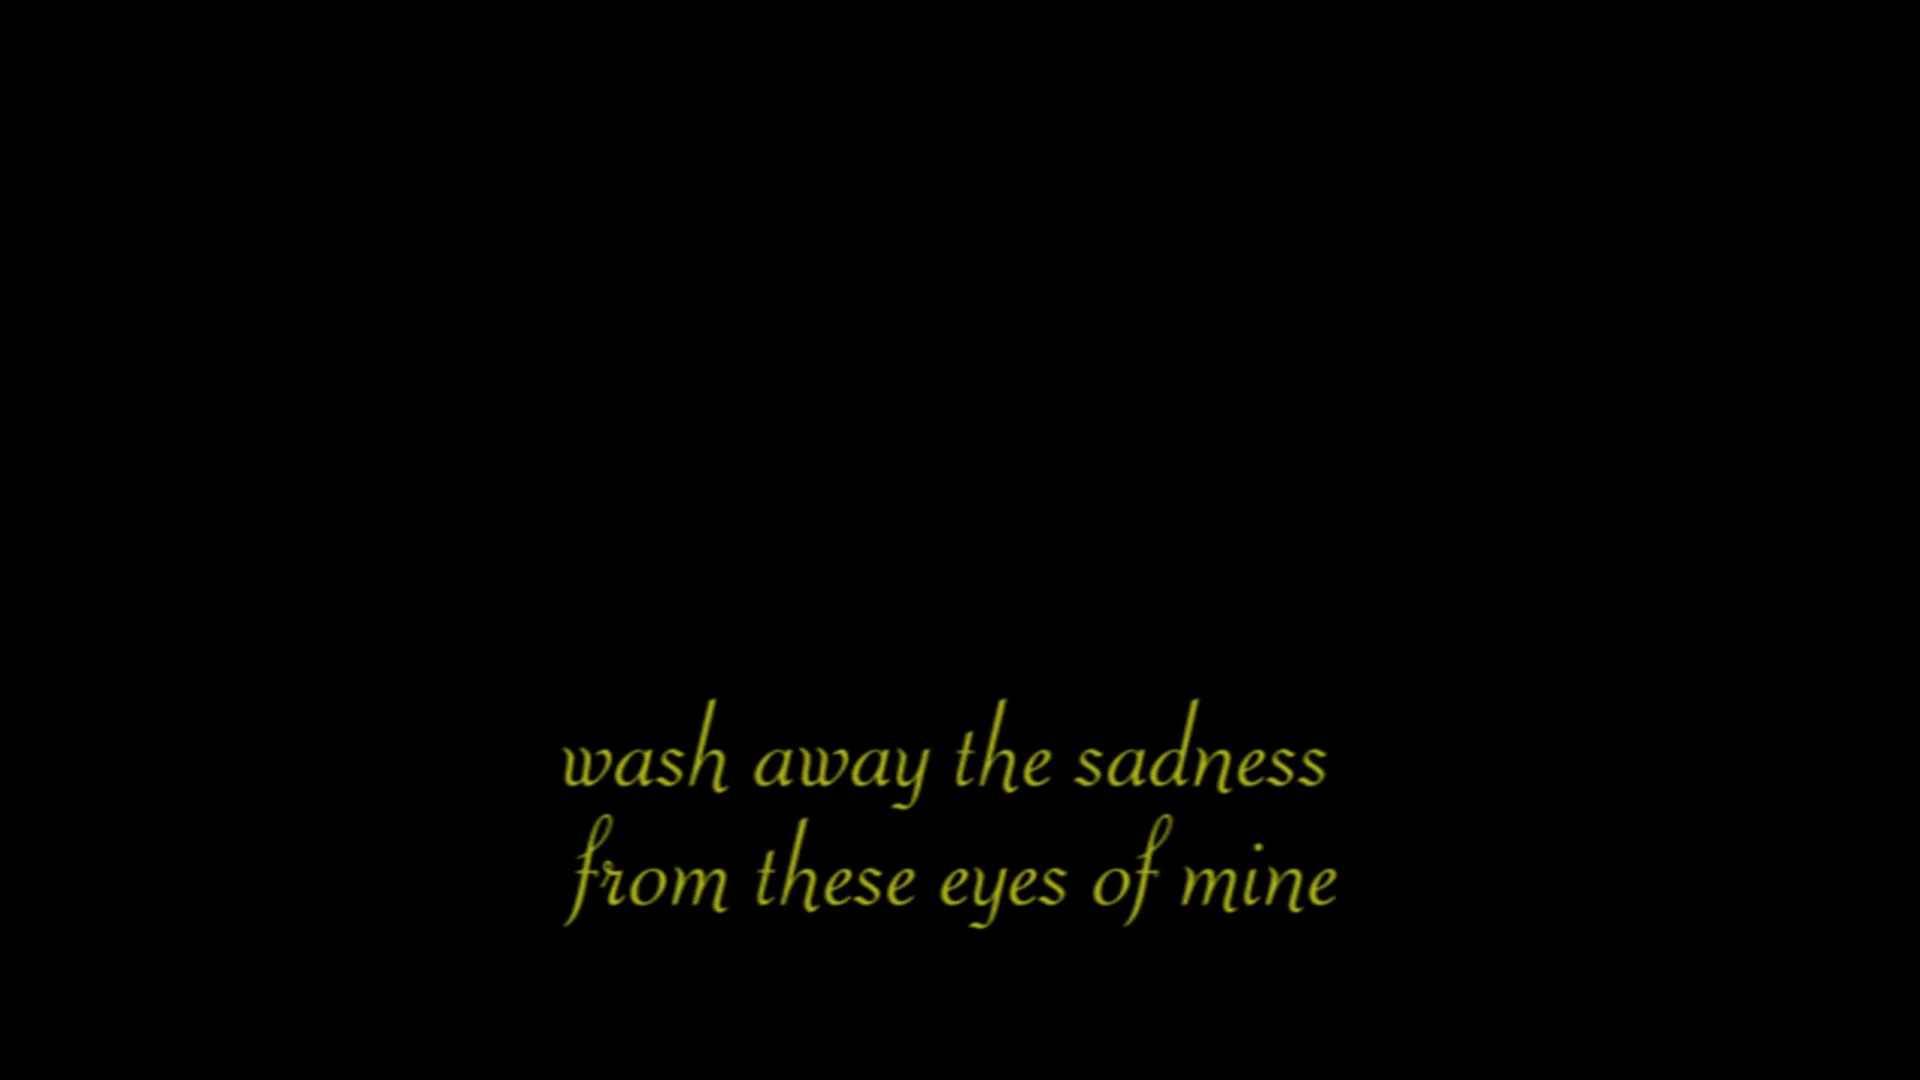 wash away the sadness
from these eyes of mine